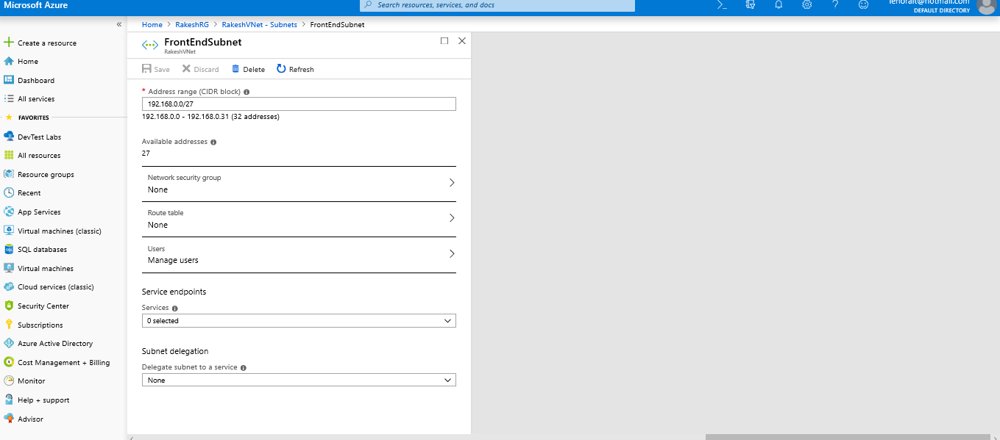 Microsoft Azure
Search resources, services, and docs
DEFAULT DIRECTORY
«
Create a resource
Home
Dashboard
All services
FAVORITES
DevTest Labs
All resources
Resource groups
Recent
App Services
Virtual machines (classic)
SQL databases
Virtual machines
Cloud services (classic)
Security Center
Subscriptions
Azure Active Directory
Cost Management + Billing
Monitor
Help + support
Advisor
Home > RakeshRG > RakeshVNet - Subnets > FrontEndSubnet
FrontEndSubnet
RakeshVNet
Save Discard Delete Refresh
* Address range (CIDR block)
192.168.0.0/27
192.168.0.0 - 192.168.0.31 (32 addresses)
Available addresses
27
Network security group
None
Route table
None
Users
Manage users
Service endpoints
Services
0 selected
Subnet delegation
Delegate subnet to a service
None